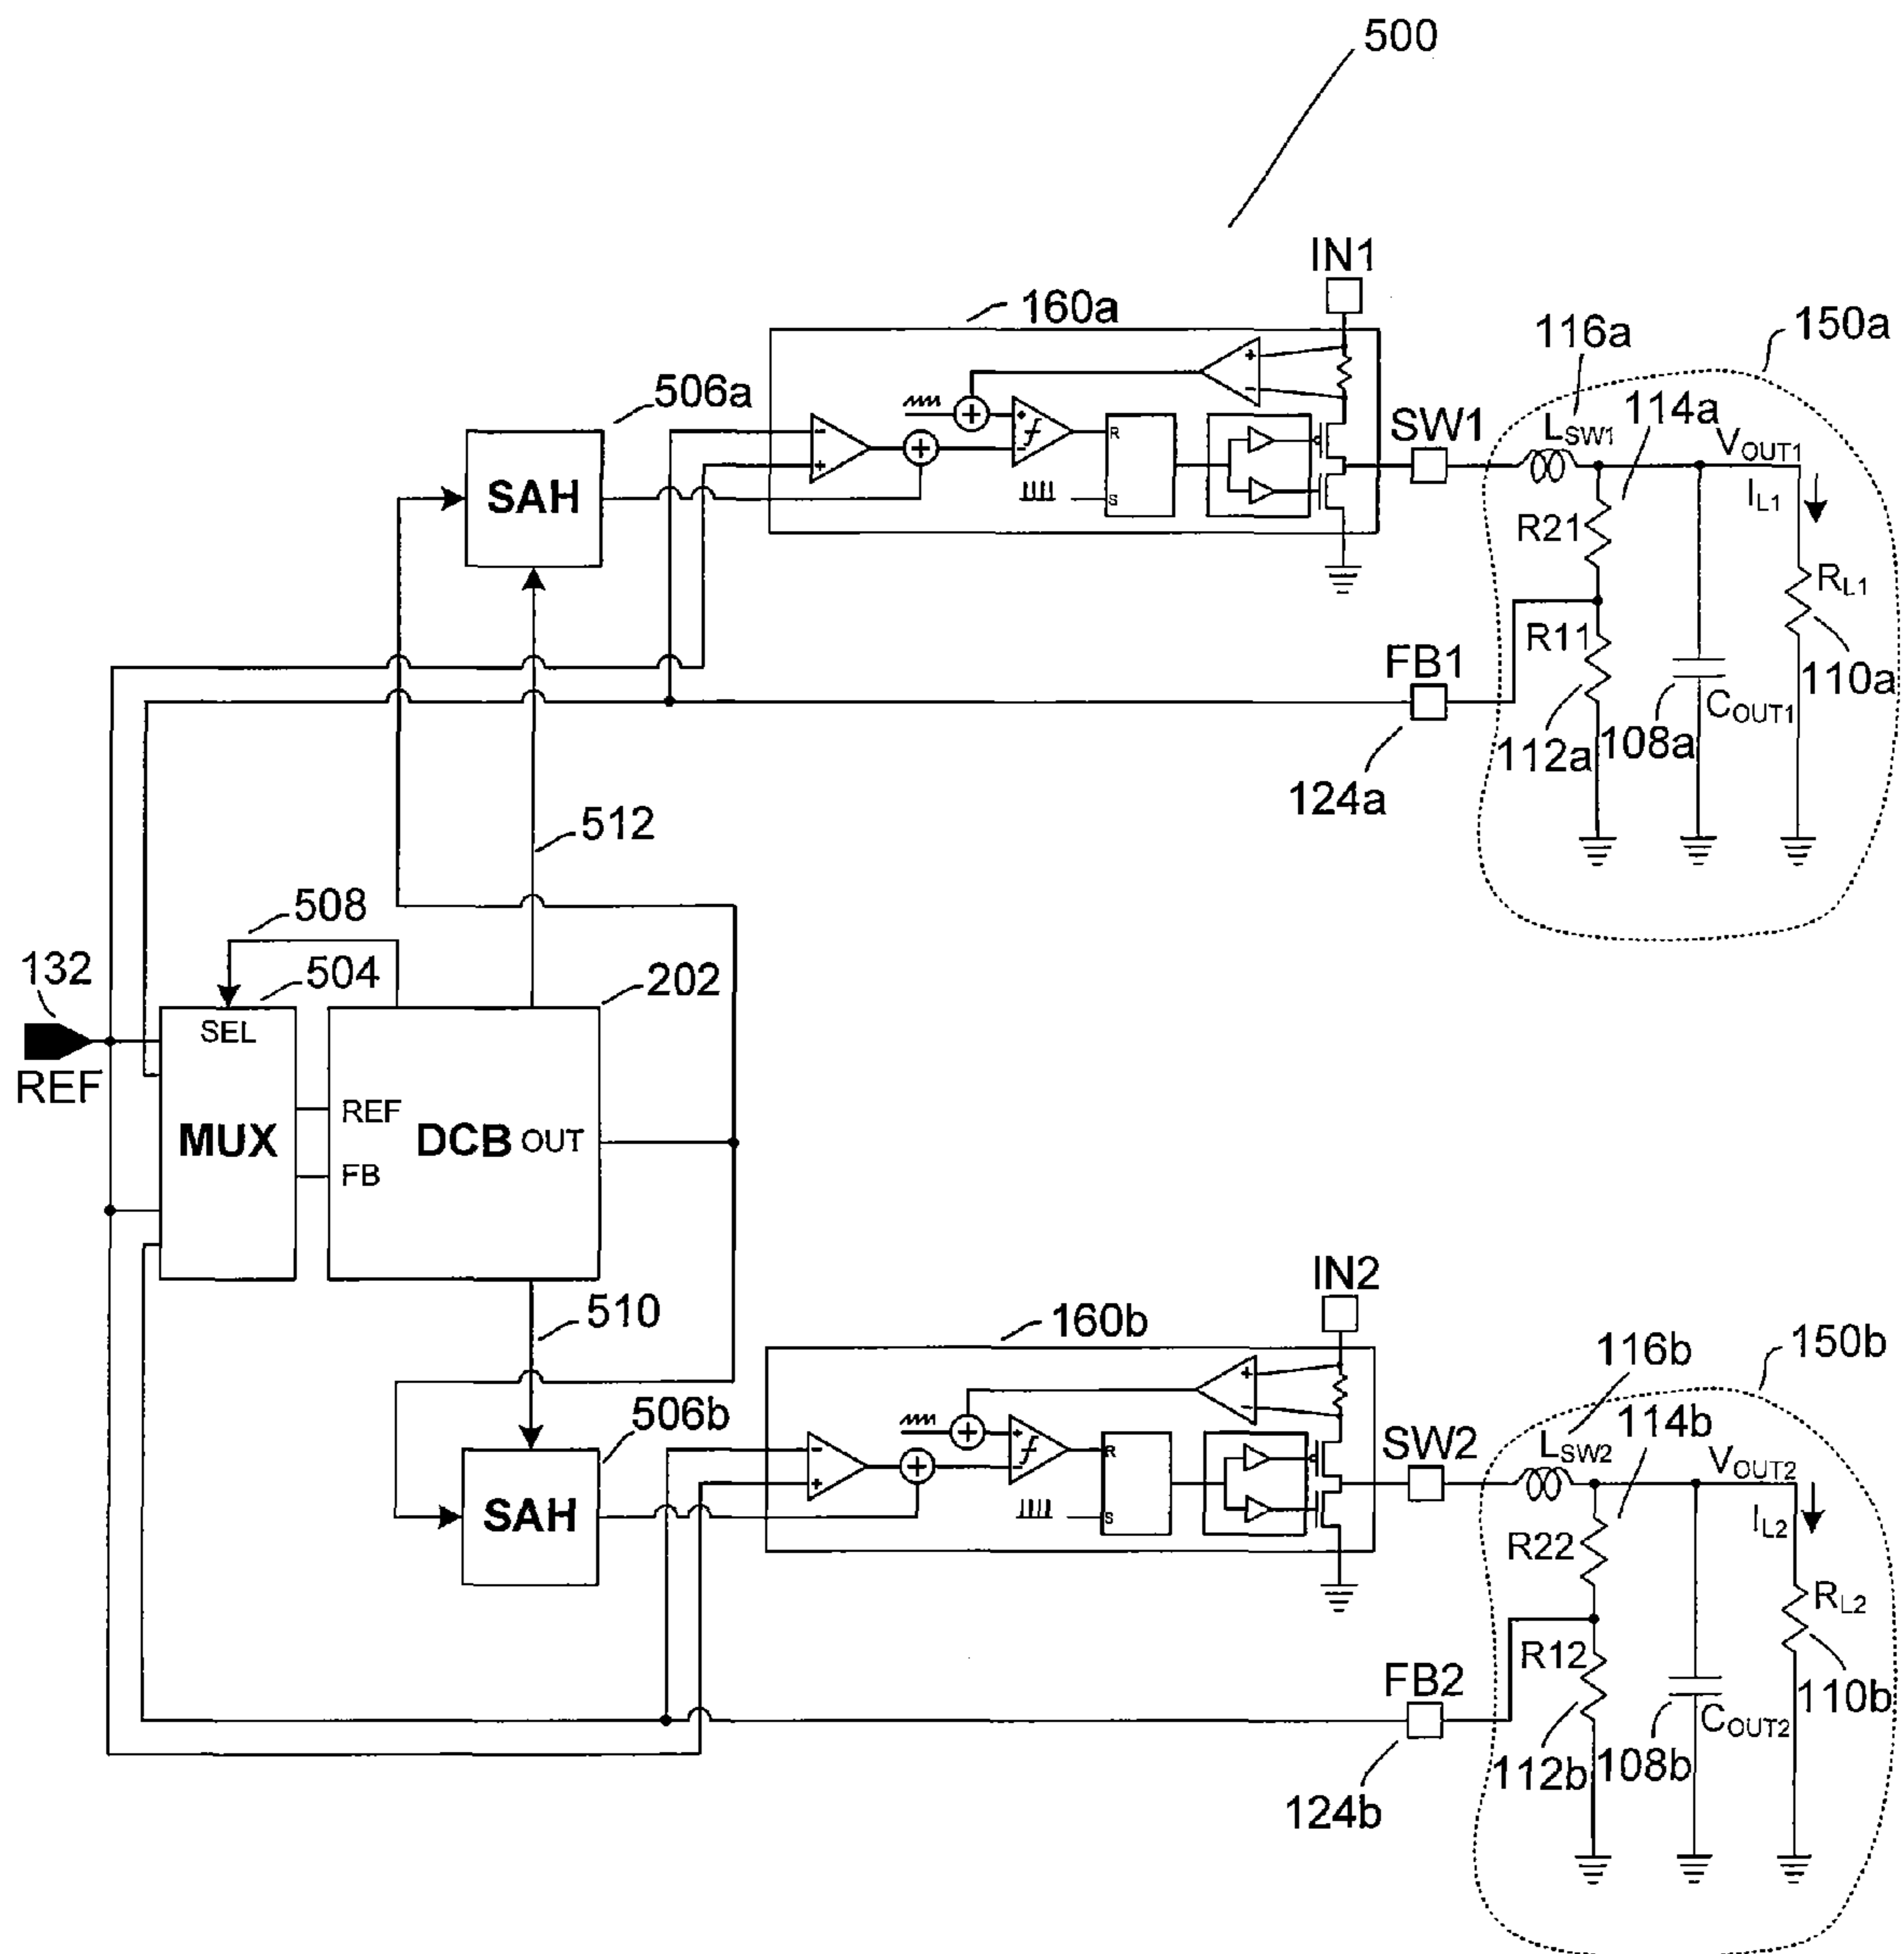 500
IN1
160a
116a
150a
506a
SW1
LSW1
114a
VOUT1
+
-
-
+
+
+
+
-
R
S
SAH
IL1
R21
RL1
R11
FB1
110a
COUT1
112a
108a
124a
512
508
132
504
202
SEL
REF
REF
MUX
DCB
OUT
FB
510
IN2
160b
116b
150b
506b
SW2
LSW2
114b
VOUT2
+
-
-
+
+
+
+
-
R
S
SAH
IL2
R22
RL2
R12
FB2
110b
COUT2
112b
108b
124b